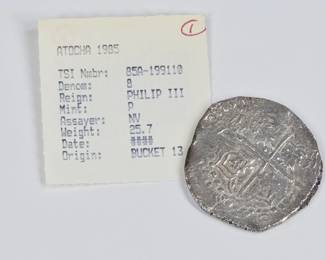 1
ATOCHA 1985
TSI Nmbr: 85A-199110
Denom: 8
Reign: PHILIP III
Mint: P
Assayer: NV
Weight: 25.7
Date: ####
Origin: BUCKET 13